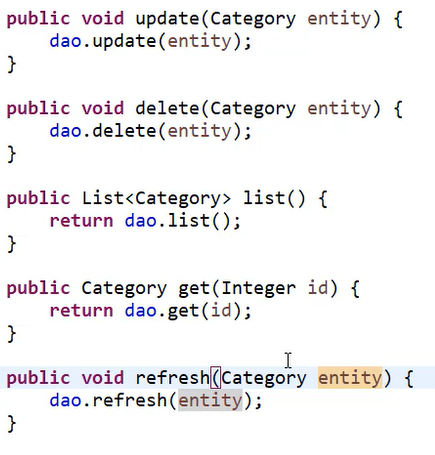 public void update(Category entity) {
    dao.update(entity);
}
public void delete(Category entity) {
    dao.delete(entity);
}
public List<Category> list() {
    return dao.list();
}
public Category get(Integer id) {
    return dao.get(id);
}
public void refresh(Category entity) {
    dao.refresh(entity);
}